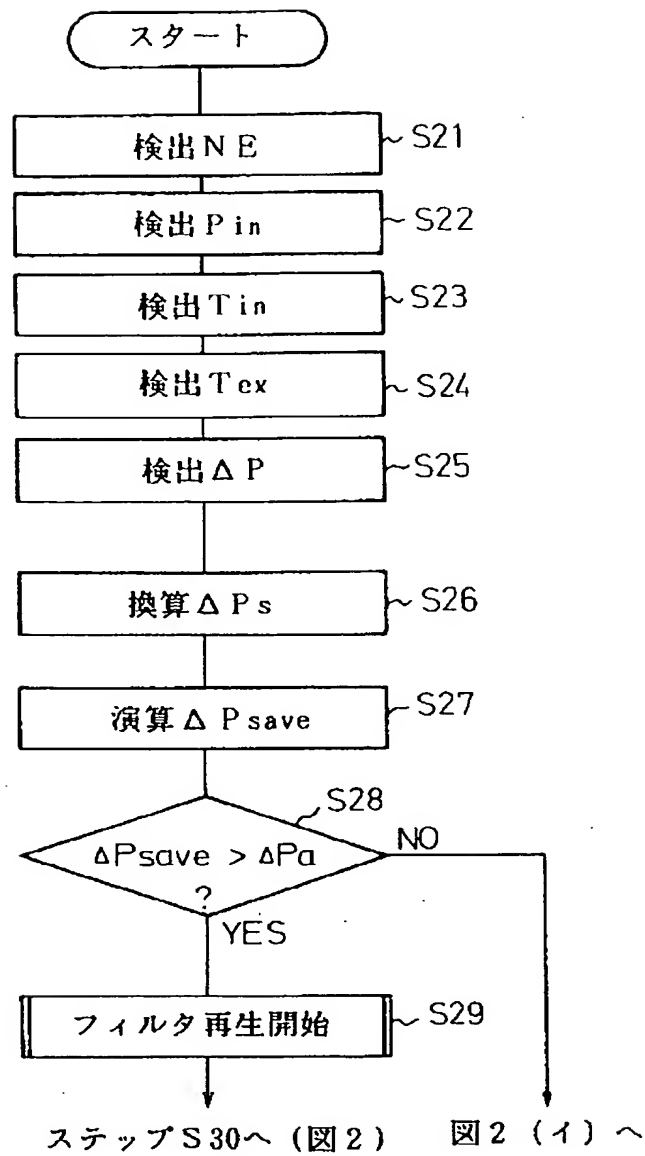 スタート
検出NE
S21
検出Pin
S22
検出Tin
S23
検出Tex
S24
検出ΔP
S25
換算ΔPs
S26
演算ΔPsave
S27
S28
ΔPsave > ΔPa
?
NO
YES
フィルタ再生開始
S29
ステップS30へ(図2)
図2(イ)へ